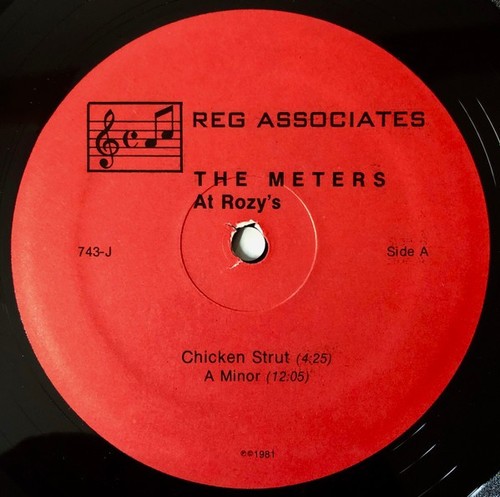 REG ASSOCIATES
THE METERS
At Rozy's
743-J
Side A
Chicken Strut (4:25)
A Minor (12:05)
℗©1981